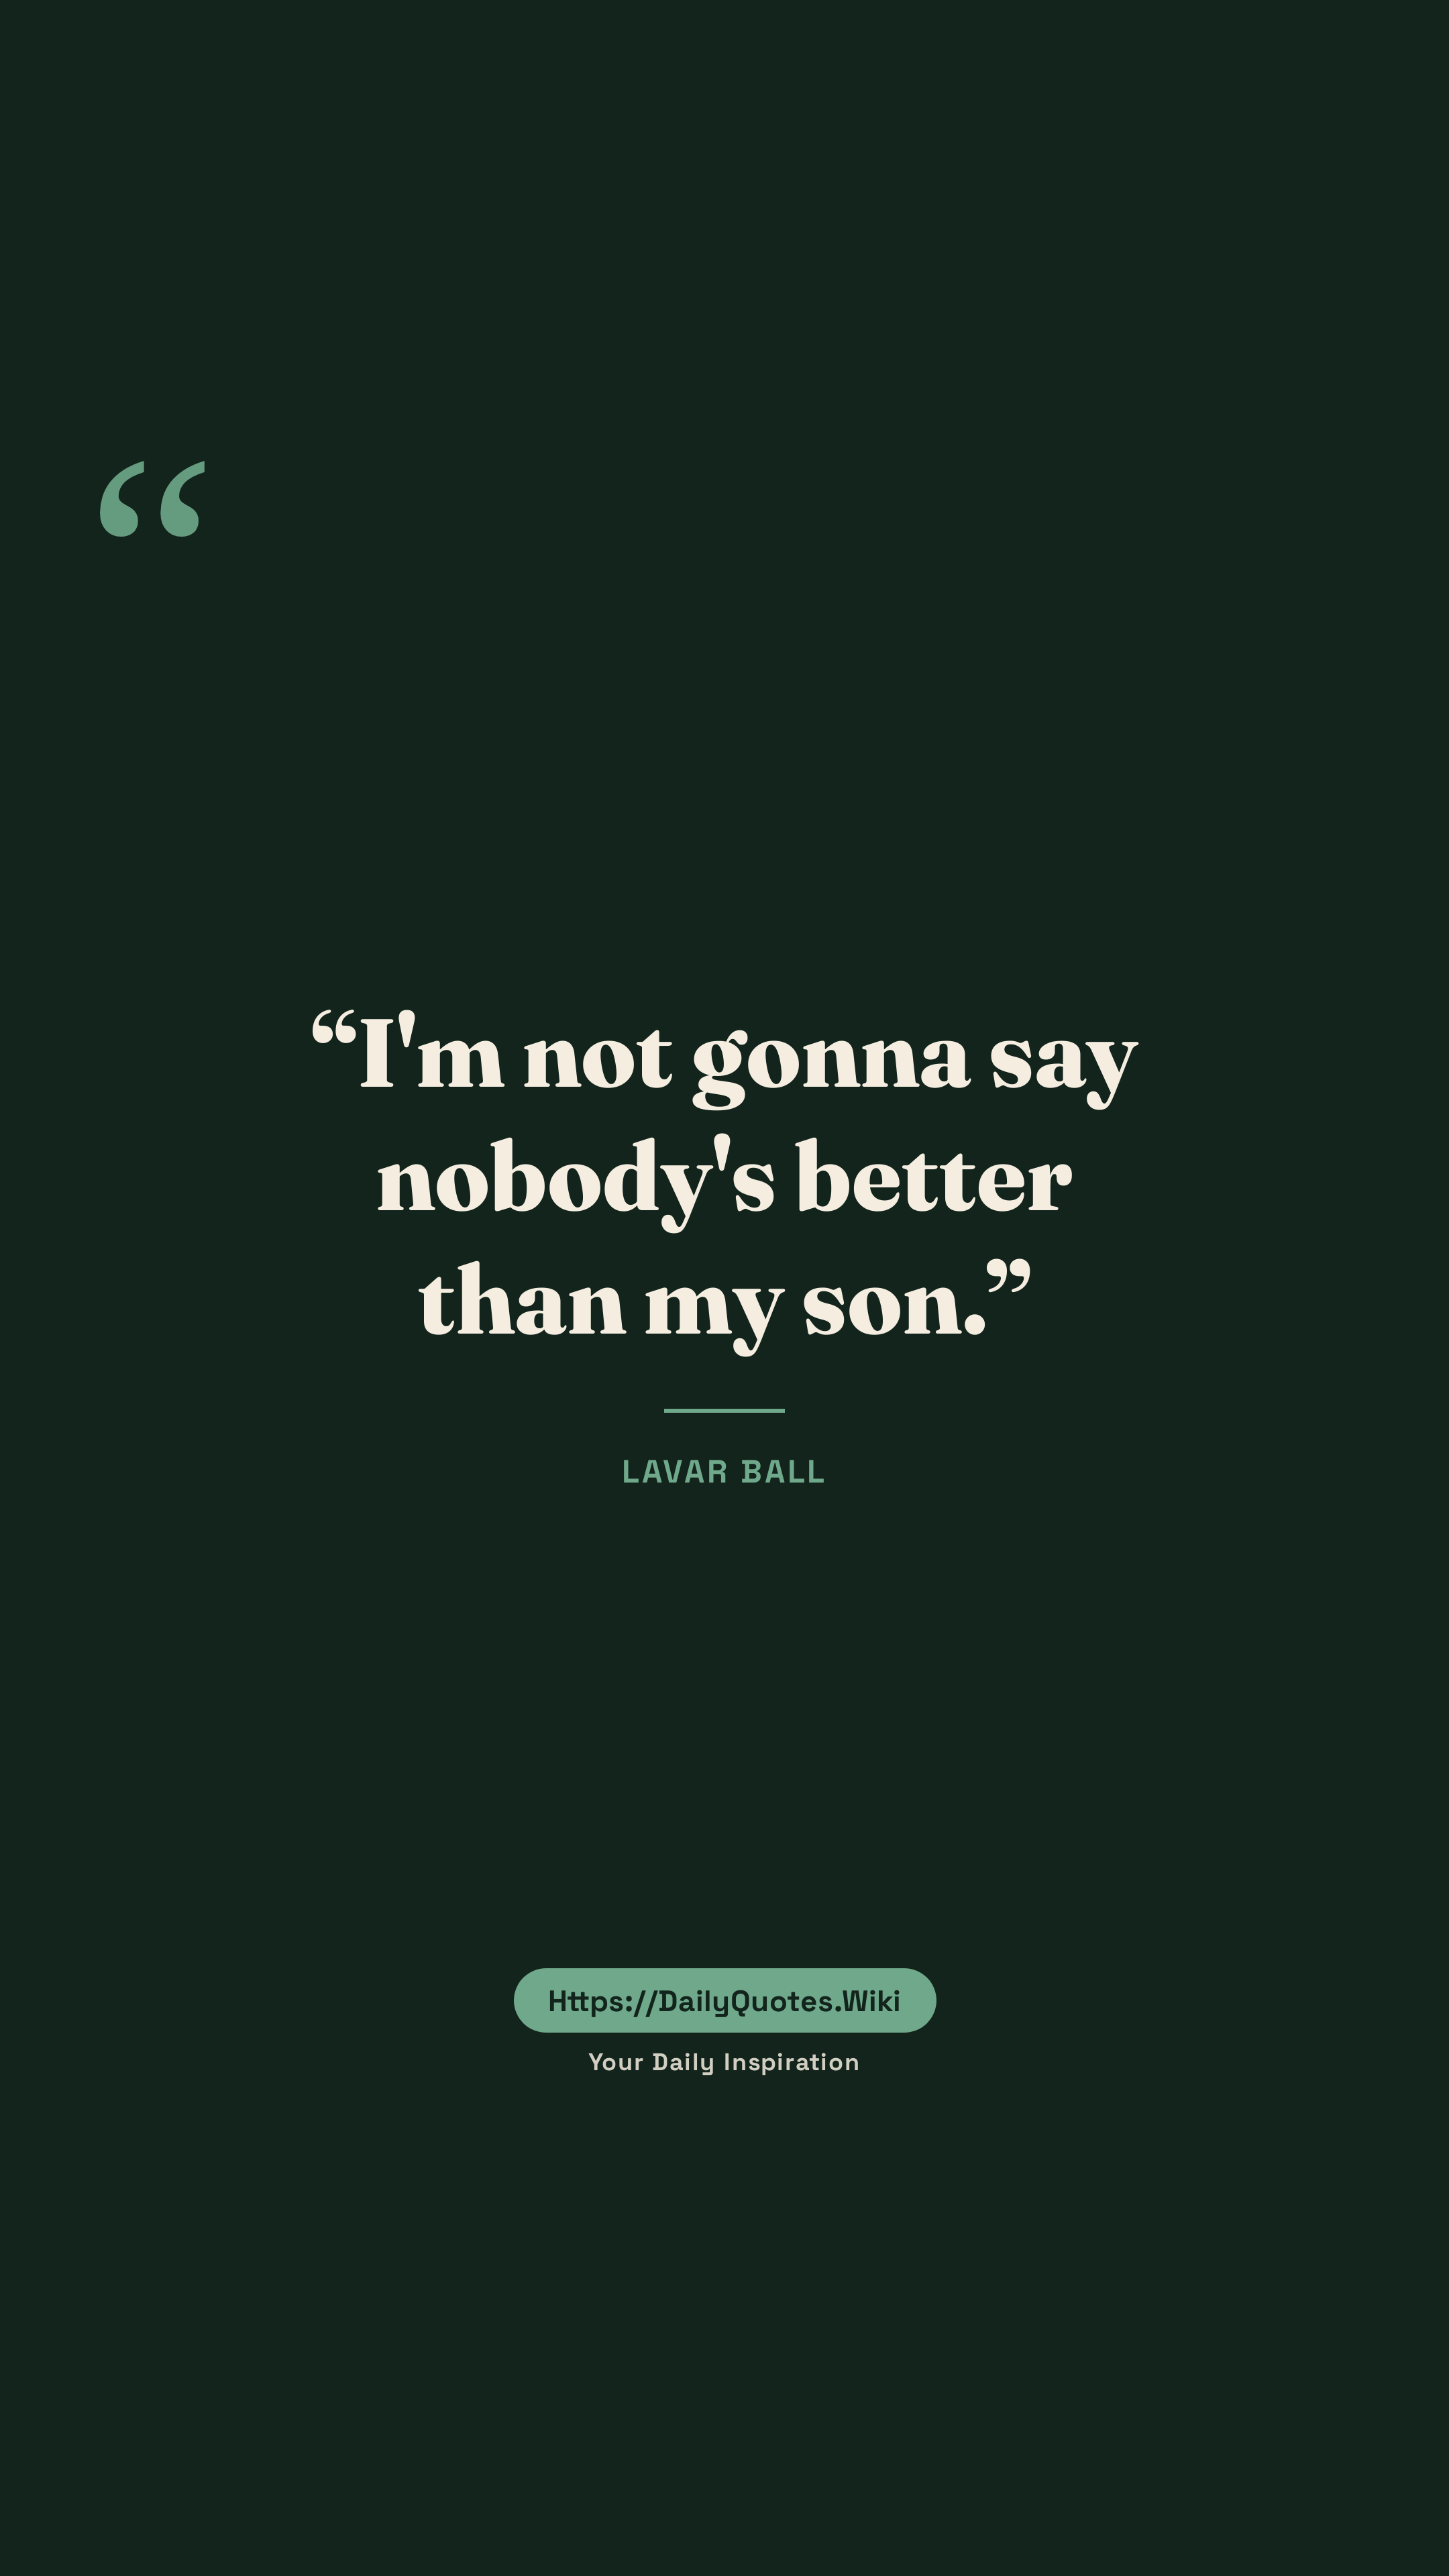 “
“I'm not gonna say
nobody's better
than my son.”
LAVAR BALL
Https://DailyQuotes.Wiki
Your Daily Inspiration